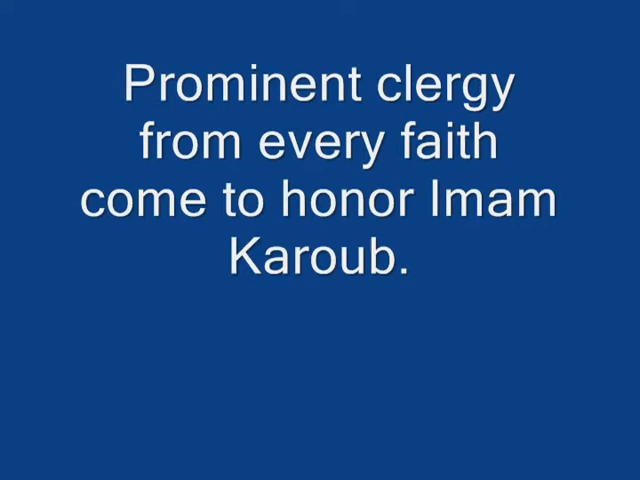 Prominent clergy
from every faith
come to honor Imam
Karoub.